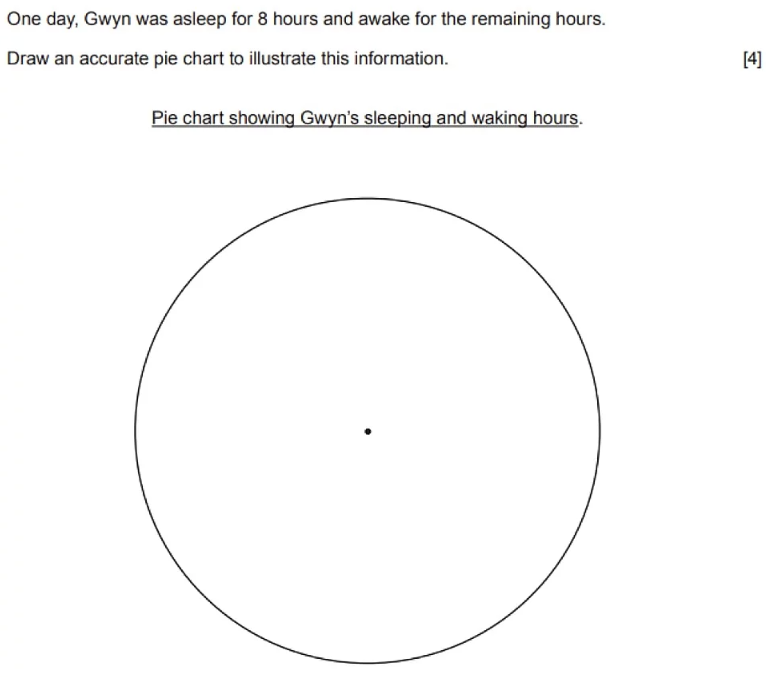 One day, Gwyn was asleep for 8 hours and awake for the remaining hours.
Draw an accurate pie chart to illustrate this information. [4]
Pie chart showing Gwyn's sleeping and waking hours.